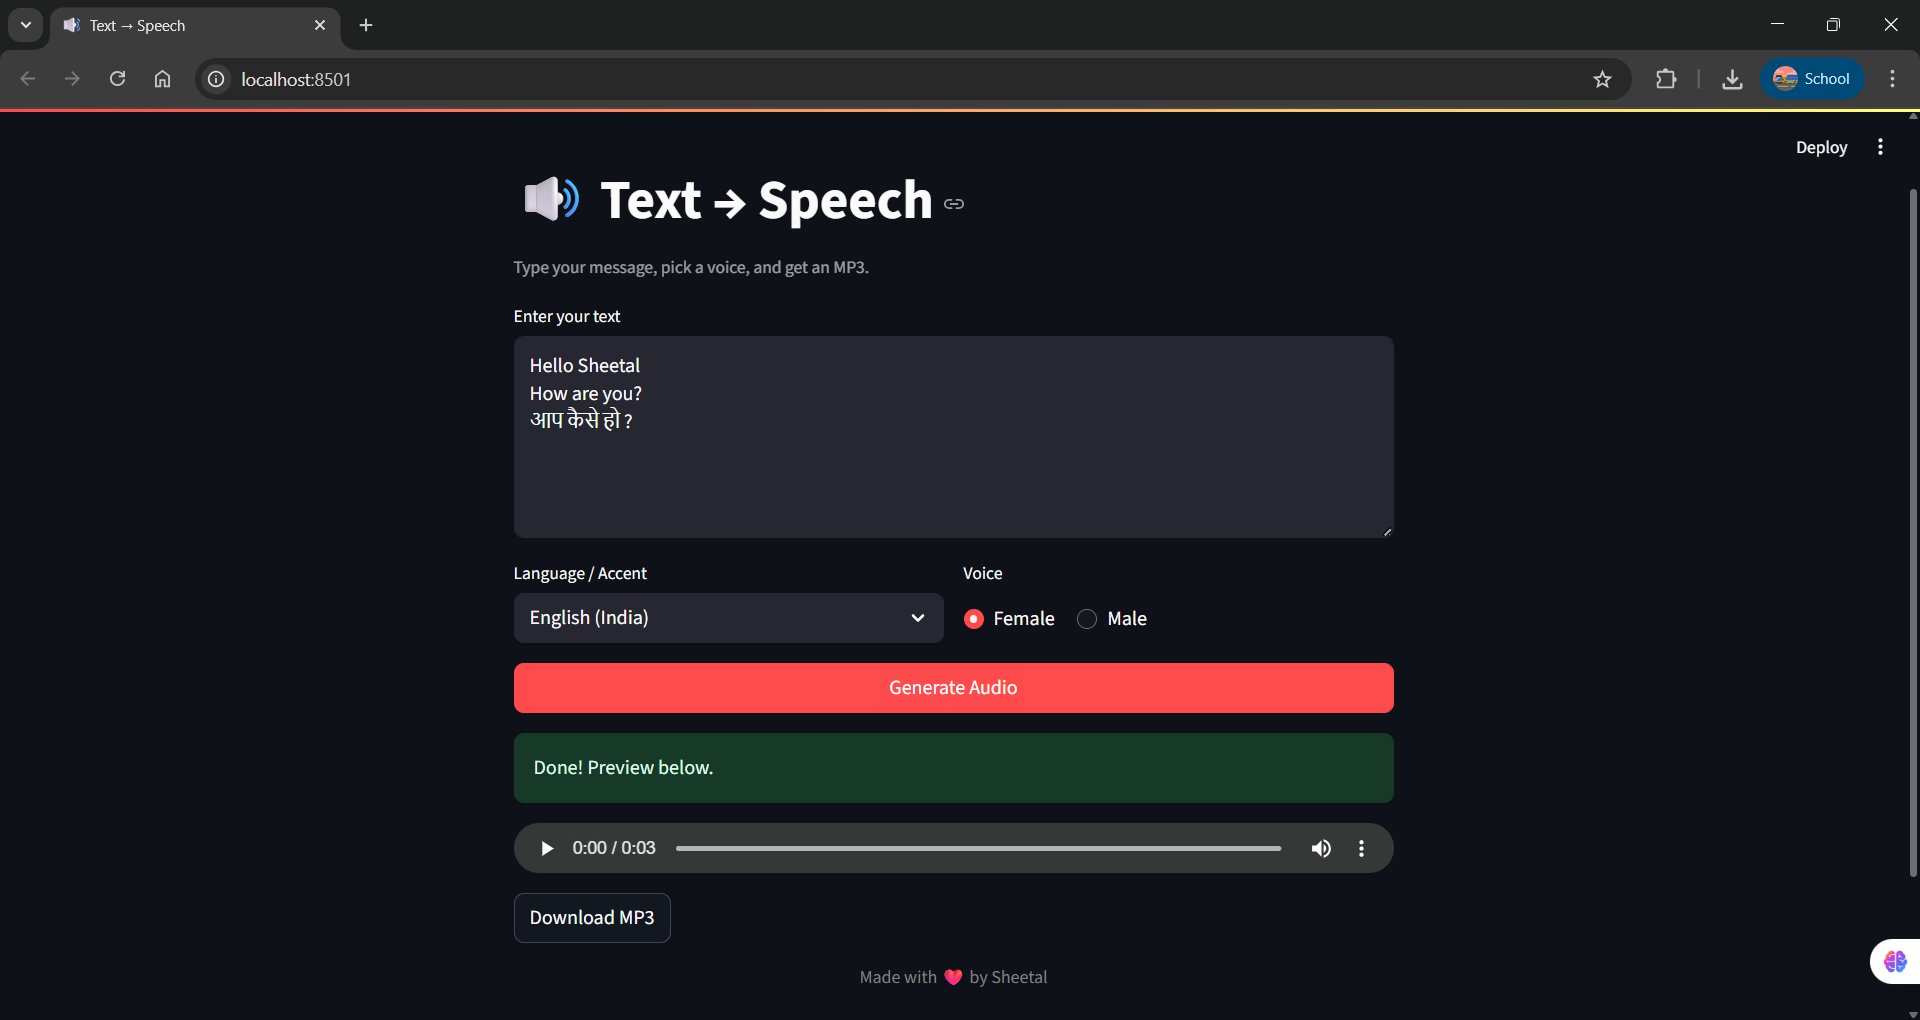 Text → Speech
localhost:8501
School
Deploy
Text → Speech
Type your message, pick a voice, and get an MP3.
Enter your text
Hello Sheetal
How are you?
आप कैसे हो ?
Language / Accent
Voice
English (India)
Female
Male
Generate Audio
Done! Preview below.
0:00 / 0:03
Download MP3
Made with ❤️ by Sheetal